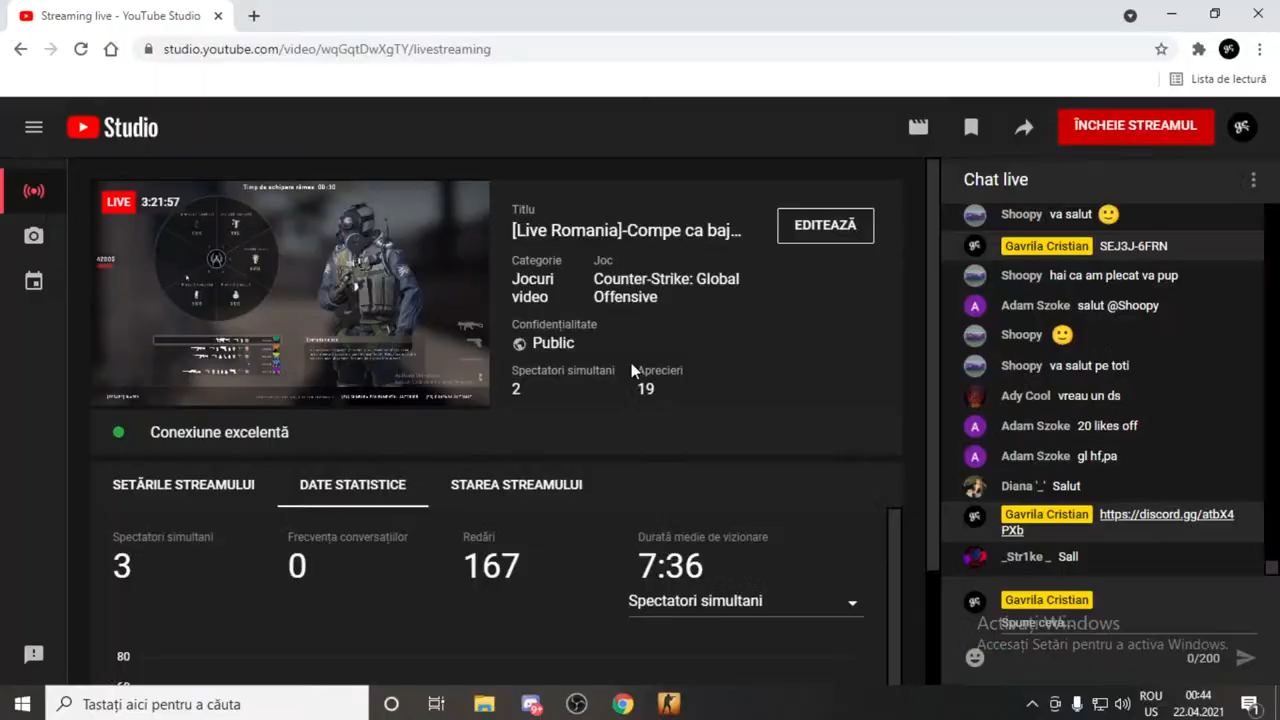 Streaming live - YouTube Studio
studio.youtube.com/video/wqGqtDwXgTY/livestreaming
Lista de lectură
Studio
ÎNCHEIE STREAMUL
LIVE 3:21:57
Timp de echipare rămas 00:30
Titlu
[Live Romania]-Compe ca baj...
EDITEAZĂ
Categorie Joc
Jocuri video
Counter-Strike: Global Offensive
Confidențialitate
Public
Spectatori simultani Aprecieri
2 19
Conexiune excelentă
SETĂRILE STREAMULUI DATE STATISTICE STAREA STREAMULUI
Spectatori simultani Frecvența conversațiilor Redări Durată medie de vizionare
3 0 167 7:36
Spectatori simultani
80
Chat live
Shoopy va salut
Gavrila Cristian SEJ3J-6FRN
Shoopy hai ca am plecat va pup
Adam Szoke salut @Shoopy
Shoopy
Shoopy va salut pe toti
Ady Cool vreau un ds
Adam Szoke 20 likes off
Adam Szoke gl hf,pa
Diana '_' Salut
Gavrila Cristian https://discord.gg/atbX4
PXb
_Str1ke _ Sall
Gavrila Cristian
Spune ceva...
Activați Windows
Accesați Setări pentru a activa Windows.
0/200
Tastați aici pentru a căuta
ROU 00:44
US 22.04.2021